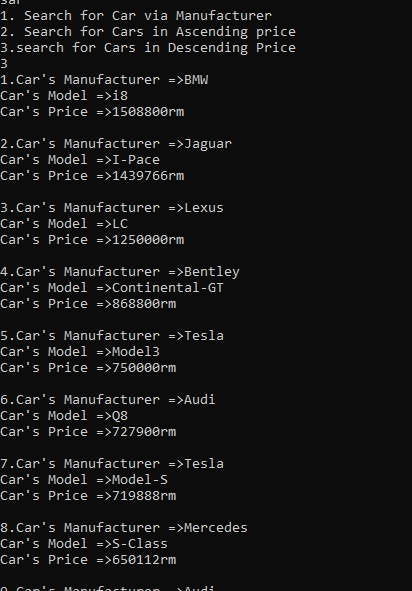 1. Search for Car via Manufacturer
2. Search for Cars in Ascending price
3.search for Cars in Descending Price
3
1.Car's Manufacturer =>BMW
Car's Model =>i8
Car's Price =>1508800rm
2.Car's Manufacturer =>Jaguar
Car's Model =>I-Pace
Car's Price =>1439766rm
3.Car's Manufacturer =>Lexus
Car's Model =>LC
Car's Price =>1250000rm
4.Car's Manufacturer =>Bentley
Car's Model =>Continental-GT
Car's Price =>868800rm
5.Car's Manufacturer =>Tesla
Car's Model =>Model3
Car's Price =>750000rm
6.Car's Manufacturer =>Audi
Car's Model =>Q8
Car's Price =>727900rm
7.Car's Manufacturer =>Tesla
Car's Model =>Model-S
Car's Price =>719888rm
8.Car's Manufacturer =>Mercedes
Car's Model =>S-Class
Car's Price =>650112rm
9.Car's Manufacturer =>Audi